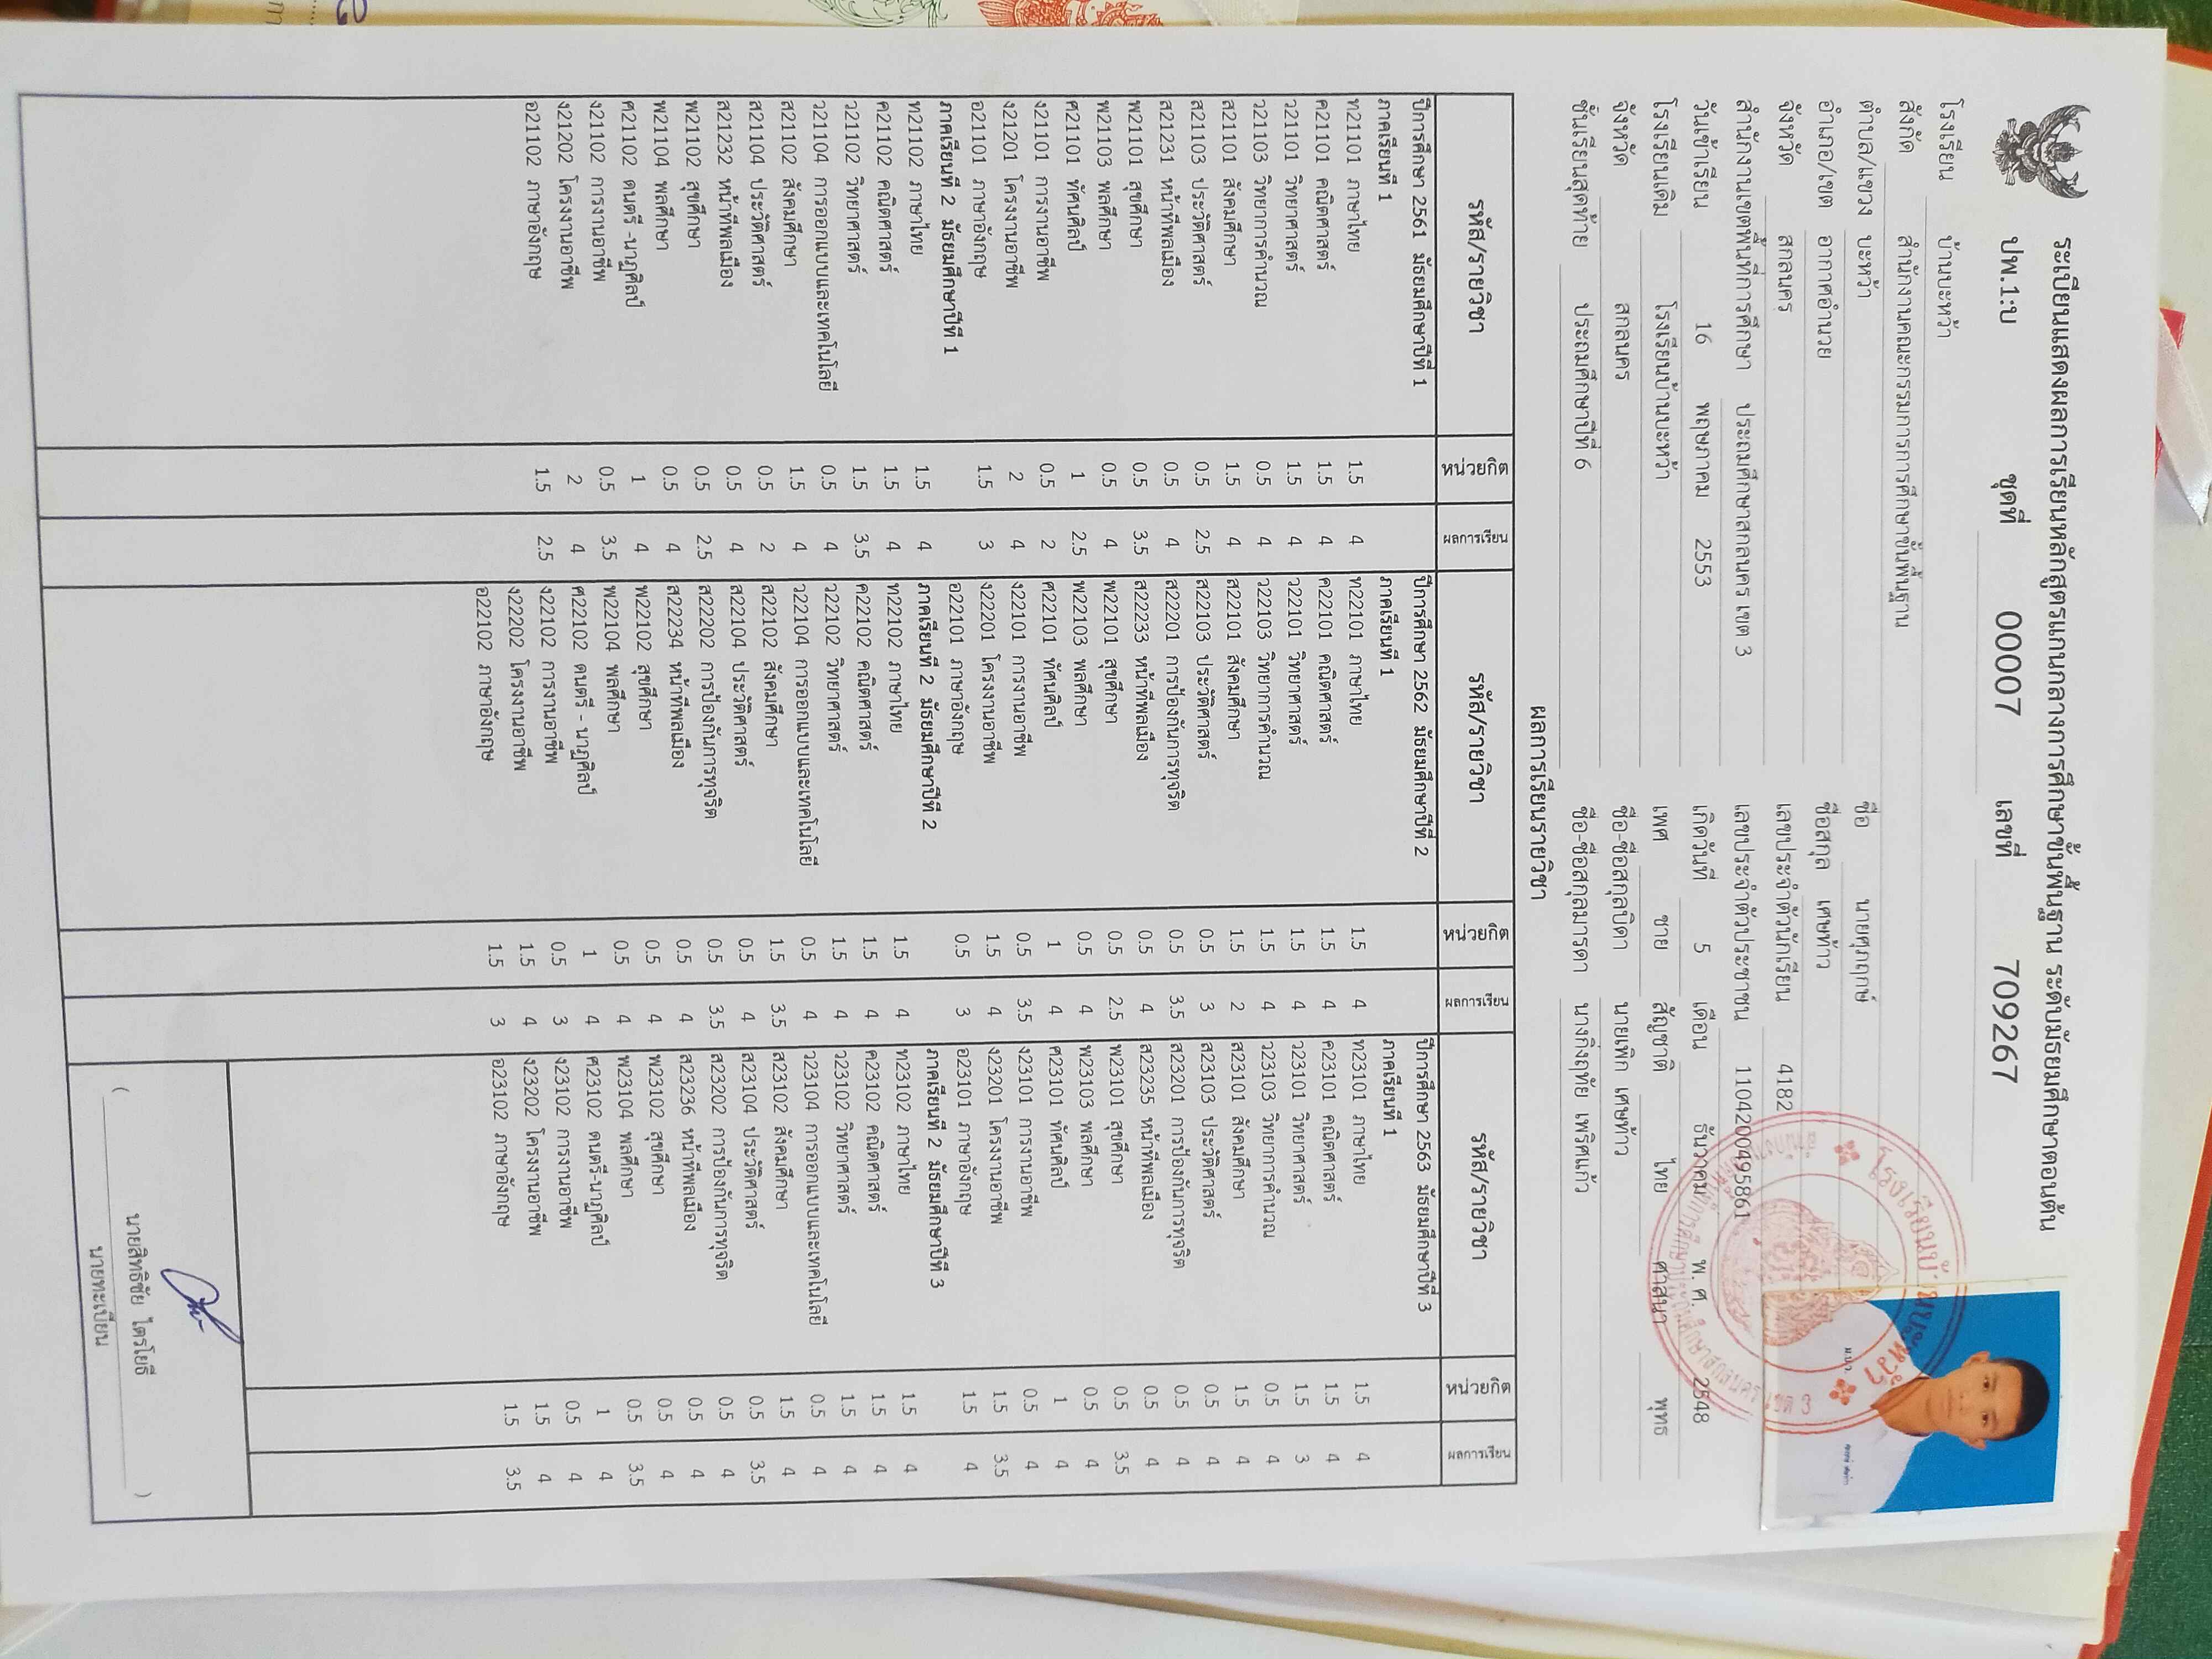 ระเบียนแสดงผลการเรียนหลักสูตรแกนกลางการศึกษาขั้นพื้นฐาน ระดับมัธยมศึกษาตอนต้น
ปพ.1:บ ชุดที่ 00007 เลขที่ 709267
โรงเรียน บ้านบะหว้า
สังกัด สำนักงานคณะกรรมการการศึกษาขั้นพื้นฐาน
ตำบล/แขวง บะหว้า
อำเภอ/เขต อากาศอำนวย
จังหวัด สกลนคร
สำนักงานเขตพื้นที่การศึกษา ประถมศึกษาสกลนคร เขต 3
วันเข้าเรียน 16 พฤษภาคม 2553
โรงเรียนเดิม โรงเรียนบ้านบะหว้า
จังหวัด สกลนคร
ชั้นเรียนสุดท้าย ประถมศึกษาปีที่ 6
ชื่อ นายศุภฤกษ์
ชื่อสกุล เศษท้าว
เลขประจำตัวนักเรียน 4182
เลขประจำตัวประชาชน 1104200495861
เกิดวันที่ 5 เดือน ธันวาคม พ.ศ. 2548
เพศ ชาย สัญชาติ ไทย ศาสนา พุทธ
ชื่อ-ชื่อสกุลบิดา นายเพิก เศษท้าว
ชื่อ-ชื่อสกุลมารดา นางกิ่งฤทัย เพริศแก้ว
ผลการเรียนรายวิชา
รหัส/รายวิชา หน่วยกิต ผลการเรียน
ปีการศึกษา 2561 มัธยมศึกษาปีที่ 1
ภาคเรียนที่ 1
ท21101 ภาษาไทย 1.5 4
ค21101 คณิตศาสตร์ 1.5 4
ว21101 วิทยาศาสตร์ 1.5 4
ว21103 วิทยาการคำนวณ 0.5 4
ส21101 สังคมศึกษา 1.5 4
ส21103 ประวัติศาสตร์ 0.5 2.5
ส21231 หน้าที่พลเมือง 0.5 4
พ21101 สุขศึกษา 0.5 3.5
พ21103 พลศึกษา 0.5 4
ศ21101 ทัศนศิลป์ 1 2.5
ง21101 การงานอาชีพ 0.5 2
ง21201 โครงงานอาชีพ 2 4
อ21101 ภาษาอังกฤษ 1.5 3
ภาคเรียนที่ 2 มัธยมศึกษาปีที่ 1
ท21102 ภาษาไทย 1.5 4
ค21102 คณิตศาสตร์ 1.5 4
ว21102 วิทยาศาสตร์ 1.5 3.5
ว21104 การออกแบบและเทคโนโลยี 0.5 4
ส21102 สังคมศึกษา 1.5 4
ส21104 ประวัติศาสตร์ 0.5 2
ส21232 หน้าที่พลเมือง 0.5 4
พ21102 สุขศึกษา 0.5 2.5
พ21104 พลศึกษา 0.5 4
ศ21102 ดนตรี -นาฏศิลป์ 1 4
ง21102 การงานอาชีพ 0.5 3.5
ง21202 โครงงานอาชีพ 2 4
อ21102 ภาษาอังกฤษ 1.5 2.5
รหัส/รายวิชา หน่วยกิต ผลการเรียน
ปีการศึกษา 2562 มัธยมศึกษาปีที่ 2
ภาคเรียนที่ 1
ท22101 ภาษาไทย 1.5 4
ค22101 คณิตศาสตร์ 1.5 4
ว22101 วิทยาศาสตร์ 1.5 4
ว22103 วิทยาการคำนวณ 1.5 4
ส22101 สังคมศึกษา 1.5 2
ส22103 ประวัติศาสตร์ 0.5 3
ส22201 การป้องกันการทุจริต 0.5 3.5
ส22233 หน้าที่พลเมือง 0.5 4
พ22101 สุขศึกษา 0.5 2.5
พ22103 พลศึกษา 0.5 4
ศ22101 ทัศนศิลป์ 1 4
ง22101 การงานอาชีพ 0.5 3.5
ง22201 โครงงานอาชีพ 1.5 4
อ22101 ภาษาอังกฤษ 0.5 3
ภาคเรียนที่ 2 มัธยมศึกษาปีที่ 2
ท22102 ภาษาไทย 1.5 4
ค22102 คณิตศาสตร์ 1.5 4
ว22102 วิทยาศาสตร์ 1.5 4
ว22104 การออกแบบและเทคโนโลยี 0.5 4
ส22102 สังคมศึกษา 1.5 3.5
ส22104 ประวัติศาสตร์ 0.5 4
ส22202 การป้องกันการทุจริต 0.5 3.5
ส22234 หน้าที่พลเมือง 0.5 4
พ22102 สุขศึกษา 0.5 4
พ22104 พลศึกษา 0.5 4
ศ22102 ดนตรี - นาฏศิลป์ 1 4
ง22102 การงานอาชีพ 0.5 3
ง22202 โครงงานอาชีพ 1.5 4
อ22102 ภาษาอังกฤษ 1.5 3
รหัส/รายวิชา หน่วยกิต ผลการเรียน
ปีการศึกษา 2563 มัธยมศึกษาปีที่ 3
ภาคเรียนที่ 1
ท23101 ภาษาไทย 1.5 4
ค23101 คณิตศาสตร์ 1.5 4
ว23101 วิทยาศาสตร์ 1.5 3
ว23103 วิทยาการคำนวณ 0.5 4
ส23101 สังคมศึกษา 1.5 4
ส23103 ประวัติศาสตร์ 0.5 4
ส23201 การป้องกันการทุจริต 0.5 4
ส23235 หน้าที่พลเมือง 0.5 4
พ23101 สุขศึกษา 0.5 3.5
พ23103 พลศึกษา 0.5 4
ศ23101 ทัศนศิลป์ 1 4
ง23101 การงานอาชีพ 0.5 4
ง23201 โครงงานอาชีพ 1.5 3.5
อ23101 ภาษาอังกฤษ 1.5 4
ภาคเรียนที่ 2 มัธยมศึกษาปีที่ 3
ท23102 ภาษาไทย 1.5 4
ค23102 คณิตศาสตร์ 1.5 4
ว23102 วิทยาศาสตร์ 1.5 4
ว23104 การออกแบบและเทคโนโลยี 0.5 4
ส23102 สังคมศึกษา 1.5 4
ส23104 ประวัติศาสตร์ 0.5 3.5
ส23202 การป้องกันการทุจริต 0.5 4
ส23236 หน้าที่พลเมือง 0.5 4
พ23102 สุขศึกษา 0.5 4
พ23104 พลศึกษา 0.5 3.5
ศ23102 ดนตรี-นาฏศิลป์ 1 4
ง23102 การงานอาชีพ 0.5 4
ง23202 โครงงานอาชีพ 1.5 4
อ23102 ภาษาอังกฤษ 1.5 3.5
( นายสิทธิชัย ไตรโยธี )
นายทะเบียน
โรงเรียนบ้านบะหว้า